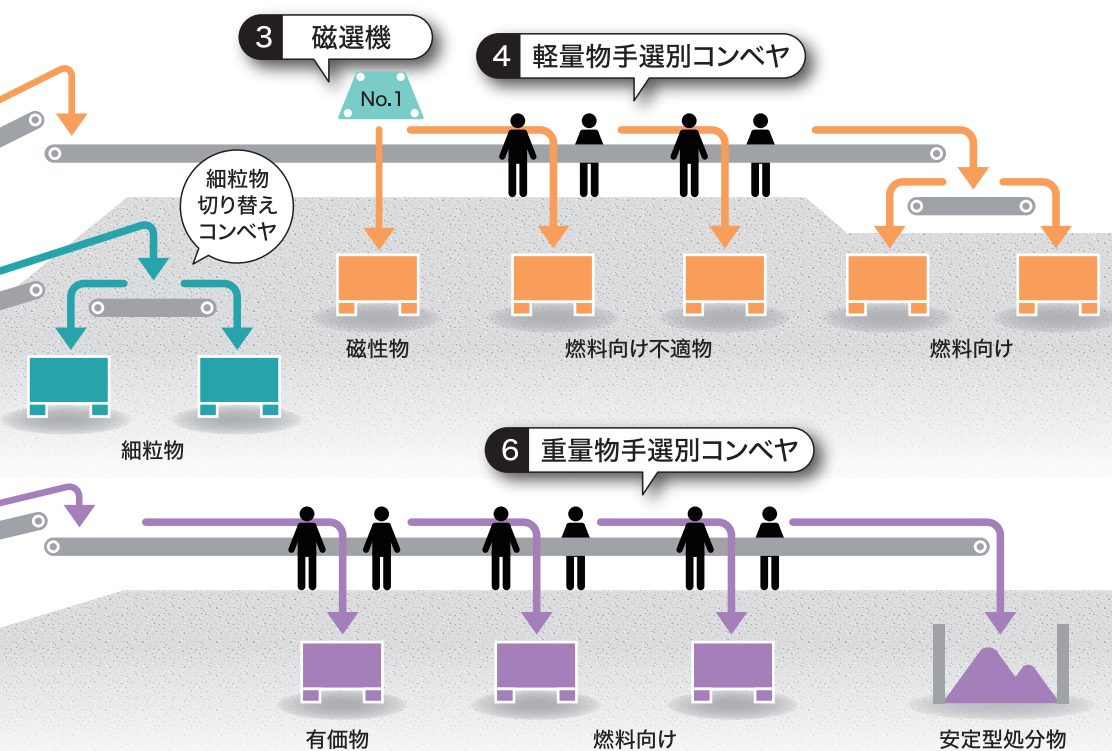 3 磁選機
4 軽量物手選別コンベヤ
No.1
細粒物
切り替え
コンベヤ
磁性物
燃料向け不適物
燃料向け
細粒物
6 重量物手選別コンベヤ
有価物
燃料向け
安定型処分物